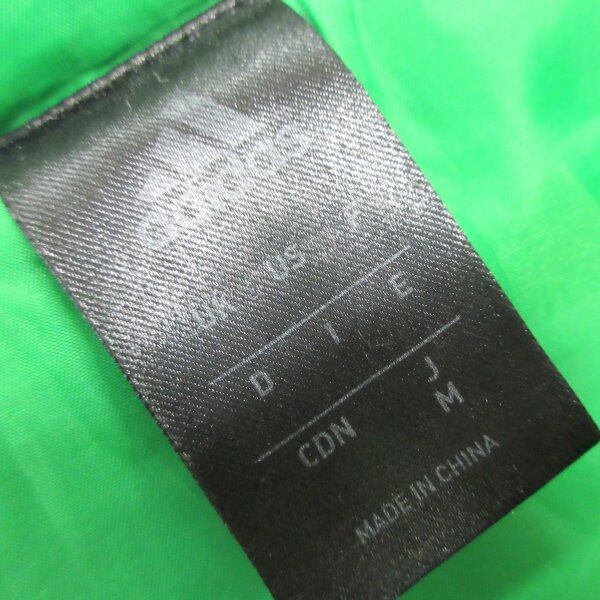 adidas
UK - US F
D I E
CDN J
M
MADE IN CHINA